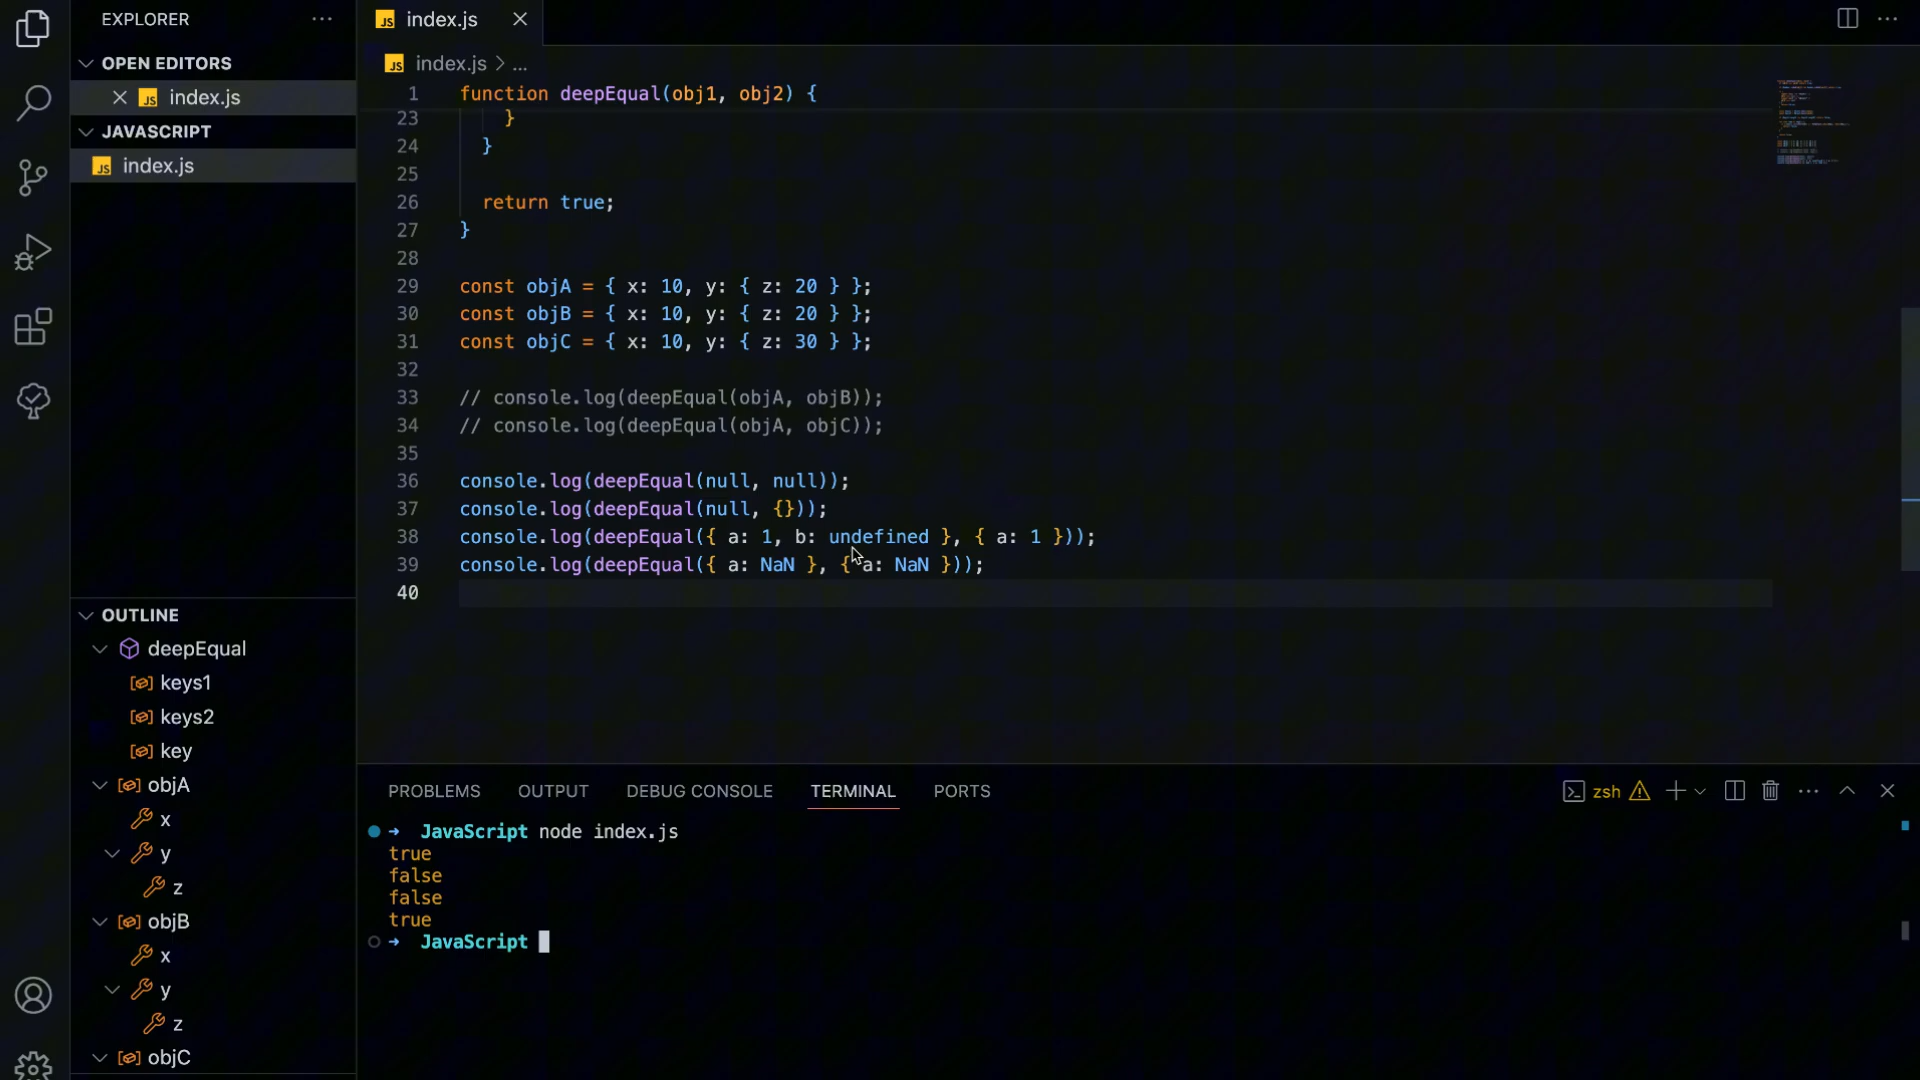 EXPLORER
OPEN EDITORS
JS index.js
JAVASCRIPT
JS index.js
OUTLINE
deepEqual
keys1
keys2
key
objA
x
y
z
objB
x
y
z
objC
JS index.js
JS index.js > ...
1 function deepEqual(obj1, obj2) {
23 }
24 }
25
26 return true;
27 }
28
29 const objA = { x: 10, y: { z: 20 } };
30 const objB = { x: 10, y: { z: 20 } };
31 const objC = { x: 10, y: { z: 30 } };
32
33 // console.log(deepEqual(objA, objB));
34 // console.log(deepEqual(objA, objC));
35
36 console.log(deepEqual(null, null));
37 console.log(deepEqual(null, {}));
38 console.log(deepEqual({ a: 1, b: undefined }, { a: 1 }));
39 console.log(deepEqual({ a: NaN }, { a: NaN }));
40
PROBLEMS OUTPUT DEBUG CONSOLE TERMINAL PORTS zsh
→ JavaScript node index.js
true
false
false
true
→ JavaScript